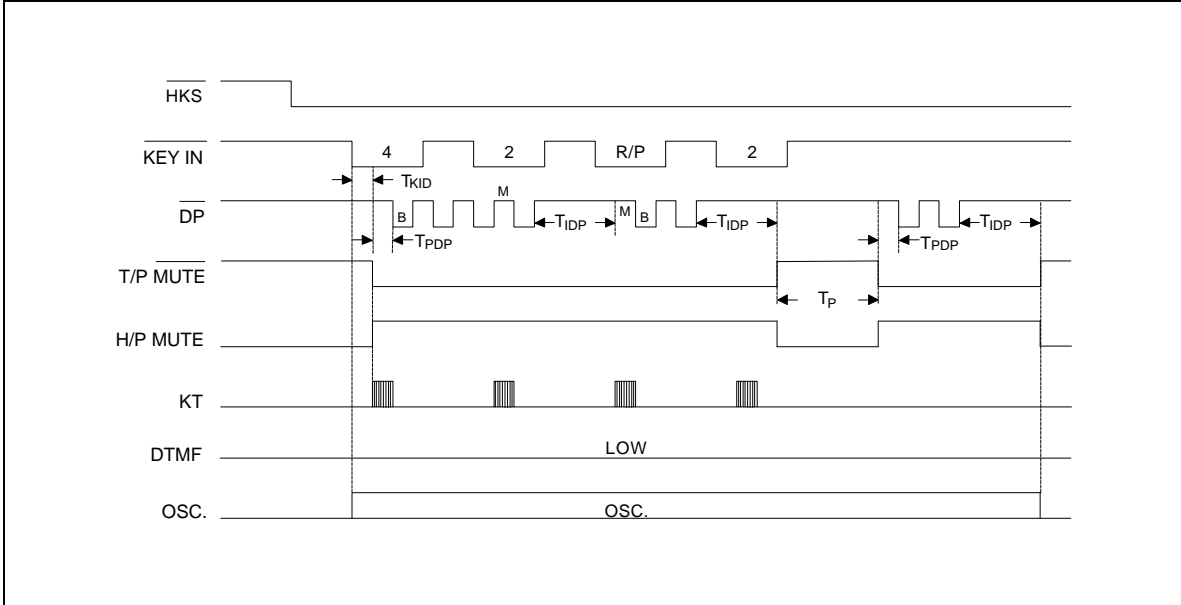 HKS
KEY IN 4 2 R/P 2
TKID
DP B M TIDP M B TIDP TIDP
TPDP TPDP
T/P MUTE
TP
H/P MUTE
KT
DTMF LOW
OSC. OSC.